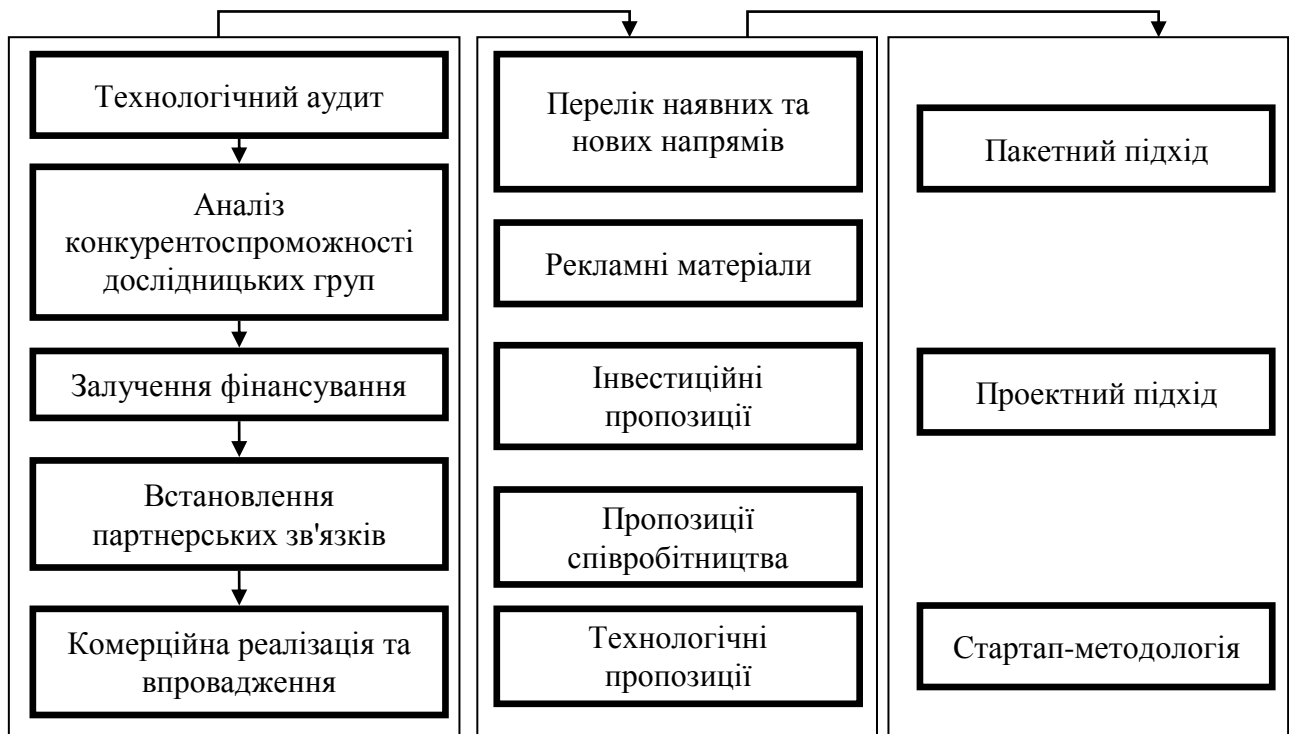 Технологічний аудит
Аналіз
конкурентоспроможності
дослідницьких груп
Залучення фінансування
Встановлення
партнерських зв'язків
Комерційна реалізація та
впровадження
Перелік наявних та
нових напрямів
Рекламні матеріали
Інвестиційні
пропозиції
Пропозиції
співробітництва
Технологічні
пропозиції
Пакетний підхід
Проектний підхід
Стартап-методологія